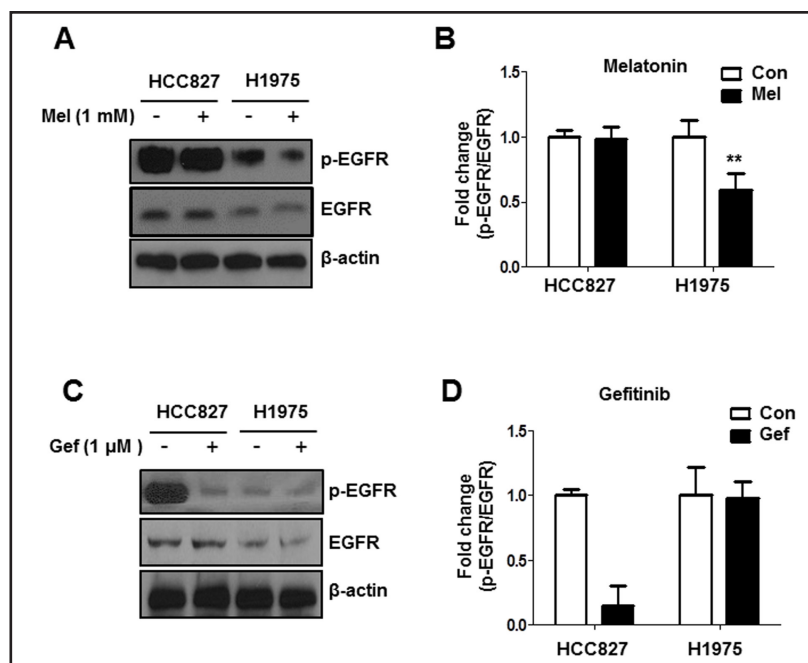 A
HCC827 H1975
Mel (1 mM) - + - +
p-EGFR
EGFR
β-actin
B
Melatonin
Con
Mel
Fold change
(p-EGFR/EGFR)
1.5
1.0
0.5
0.0
**
HCC827 H1975
C
HCC827 H1975
Gef (1 µM ) - + - +
p-EGFR
EGFR
β-actin
D
Gefitinib
Con
Gef
Fold change
(p-EGFR/EGFR)
1.5
1.0
0.5
0.0
HCC827 H1975